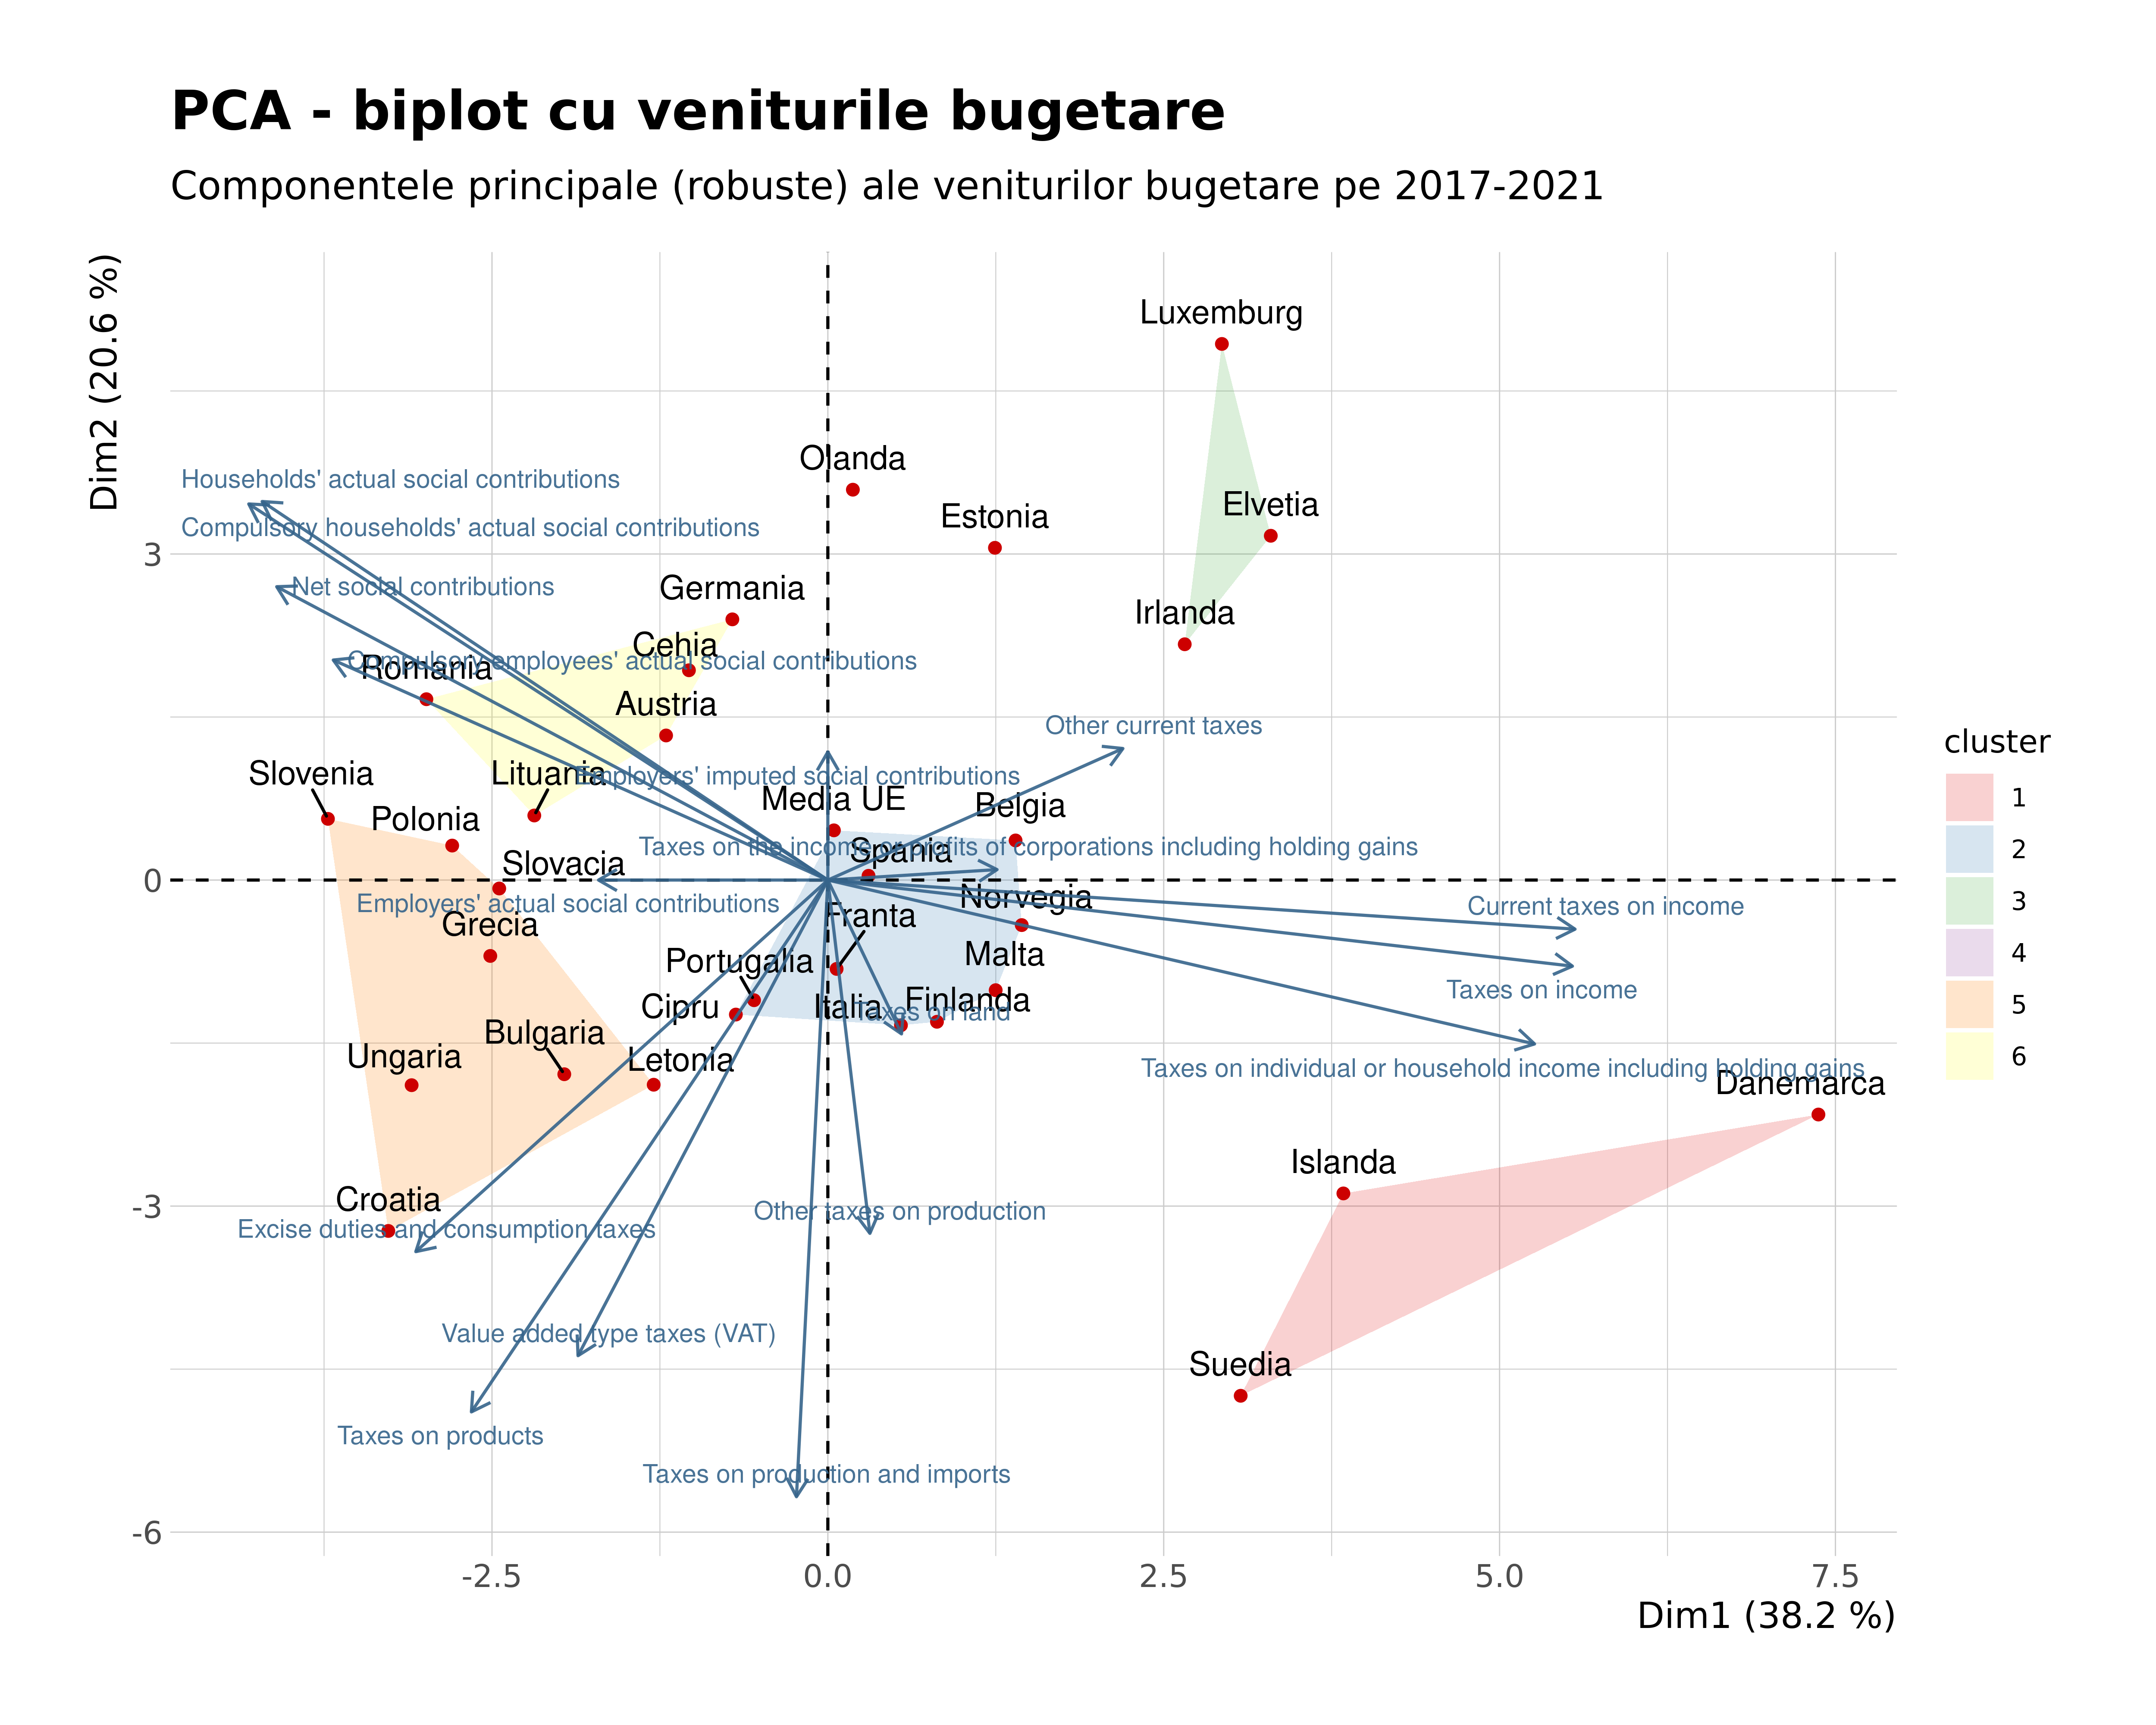 PCA - biplot cu veniturile bugetare
Componentele principale (robuste) ale veniturilor bugetare pe 2017-2021
Dim2 (20.6 %)
Luxemburg
Olanda
Households' actual social contributions
Elvetia
Estonia
Compulsory households' actual social contributions
3
Net social contributions
Germania
Irlanda
Cehia
Compulsory employees' actual social contributions
Romania
Austria
Other current taxes
cluster
Slovenia
Lituania
Employers' imputed social contributions
1
Media UE
Belgia
Polonia
Taxes on the income or profits of corporations including holding gains
Spania
2
Slovacia
0
Norvegia
Employers' actual social contributions
Current taxes on income
3
Franta
Grecia
Malta
4
Portugalia
Taxes on income
Cipru
Italia
Finlanda
Taxes on land
5
Bulgaria
Ungaria
Letonia
Taxes on individual or household income including holding gains
6
Danemarca
Islanda
Croatia
-3
Other taxes on production
Excise duties and consumption taxes
Value added type taxes (VAT)
Suedia
Taxes on products
Taxes on production and imports
-6
-2.5
0.0
2.5
5.0
7.5
Dim1 (38.2 %)